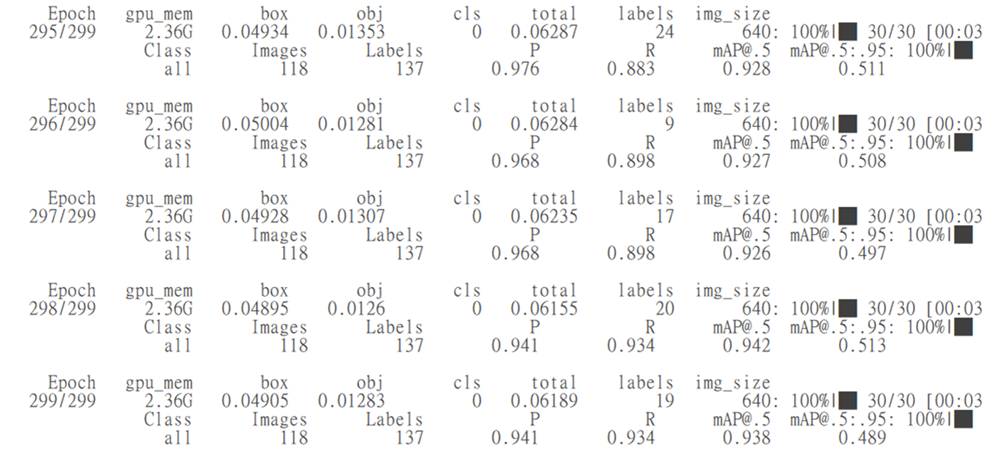 Epoch gpu_mem box obj cls total labels img_size
295/299 2.36G 0.04934 0.01353 0 0.06287 24 640: 100%|██ 30/30 [00:03
Class Images Labels P R mAP@.5 mAP@.5:.95: 100%|██
all 118 137 0.976 0.883 0.928 0.511
Epoch gpu_mem box obj cls total labels img_size
296/299 2.36G 0.05004 0.01281 0 0.06284 9 640: 100%|██ 30/30 [00:03
Class Images Labels P R mAP@.5 mAP@.5:.95: 100%|██
all 118 137 0.968 0.898 0.927 0.508
Epoch gpu_mem box obj cls total labels img_size
297/299 2.36G 0.04928 0.01307 0 0.06235 17 640: 100%|██ 30/30 [00:03
Class Images Labels P R mAP@.5 mAP@.5:.95: 100%|██
all 118 137 0.968 0.898 0.926 0.497
Epoch gpu_mem box obj cls total labels img_size
298/299 2.36G 0.04895 0.0126 0 0.06155 20 640: 100%|██ 30/30 [00:03
Class Images Labels P R mAP@.5 mAP@.5:.95: 100%|██
all 118 137 0.941 0.934 0.942 0.513
Epoch gpu_mem box obj cls total labels img_size
299/299 2.36G 0.04905 0.01283 0 0.06189 19 640: 100%|██ 30/30 [00:03
Class Images Labels P R mAP@.5 mAP@.5:.95: 100%|██
all 118 137 0.941 0.934 0.938 0.489